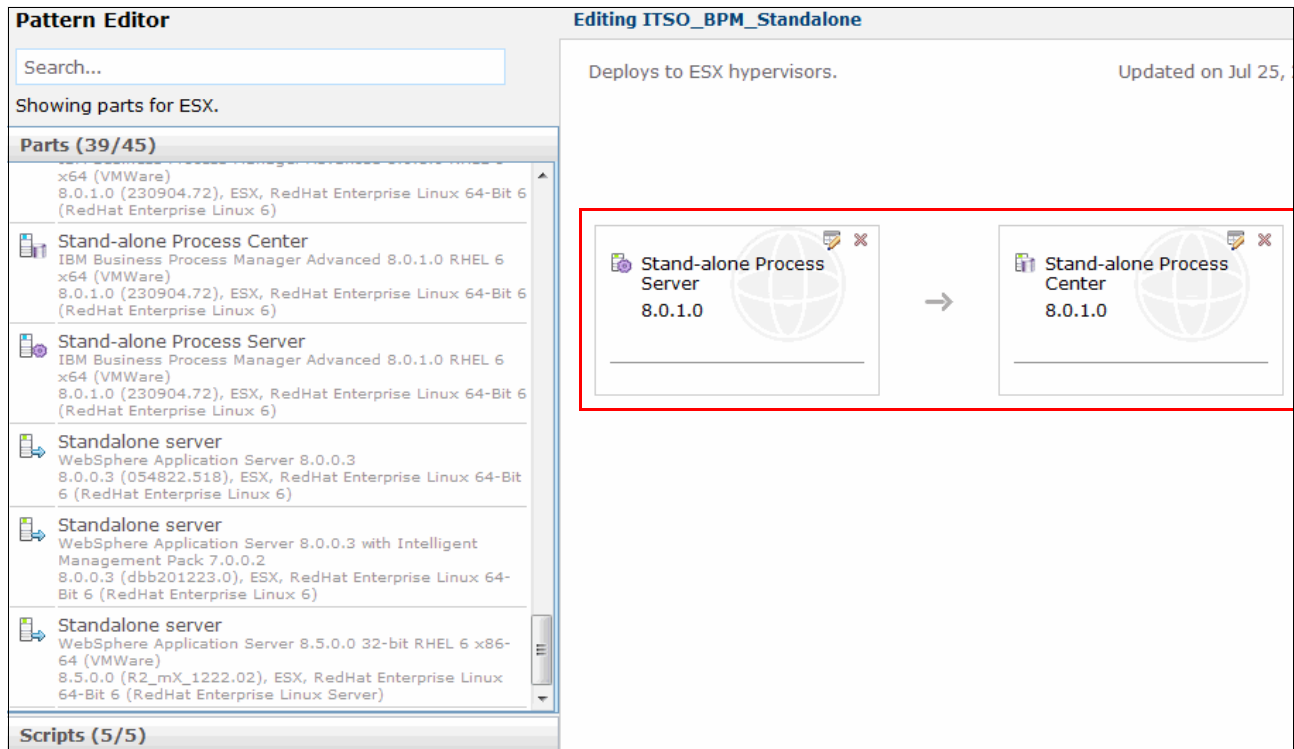 Pattern Editor
Search...
Showing parts for ESX.
Parts (39/45)
x64 (VMWare)
8.0.1.0 (230904.72), ESX, RedHat Enterprise Linux 64-Bit 6
(RedHat Enterprise Linux 6)
Stand-alone Process Center
IBM Business Process Manager Advanced 8.0.1.0 RHEL 6
x64 (VMWare)
8.0.1.0 (230904.72), ESX, RedHat Enterprise Linux 64-Bit 6
(RedHat Enterprise Linux 6)
Stand-alone Process Server
IBM Business Process Manager Advanced 8.0.1.0 RHEL 6
x64 (VMWare)
8.0.1.0 (230904.72), ESX, RedHat Enterprise Linux 64-Bit 6
(RedHat Enterprise Linux 6)
Standalone server
WebSphere Application Server 8.0.0.3
8.0.0.3 (054822.518), ESX, RedHat Enterprise Linux 64-Bit
6 (RedHat Enterprise Linux 6)
Standalone server
WebSphere Application Server 8.0.0.3 with Intelligent
Management Pack 7.0.0.2
8.0.0.3 (dbb201223.0), ESX, RedHat Enterprise Linux 64-
Bit 6 (RedHat Enterprise Linux 6)
Standalone server
WebSphere Application Server 8.5.0.0 32-bit RHEL 6 x86-
64 (VMWare)
8.5.0.0 (R2_mX_1222.02), ESX, RedHat Enterprise Linux
64-Bit 6 (RedHat Enterprise Linux Server)
Scripts (5/5)
Editing ITSO_BPM_Standalone
Deploys to ESX hypervisors.
Updated on Jul 25,
Stand-alone Process
Server
8.0.1.0
Stand-alone Process
Center
8.0.1.0